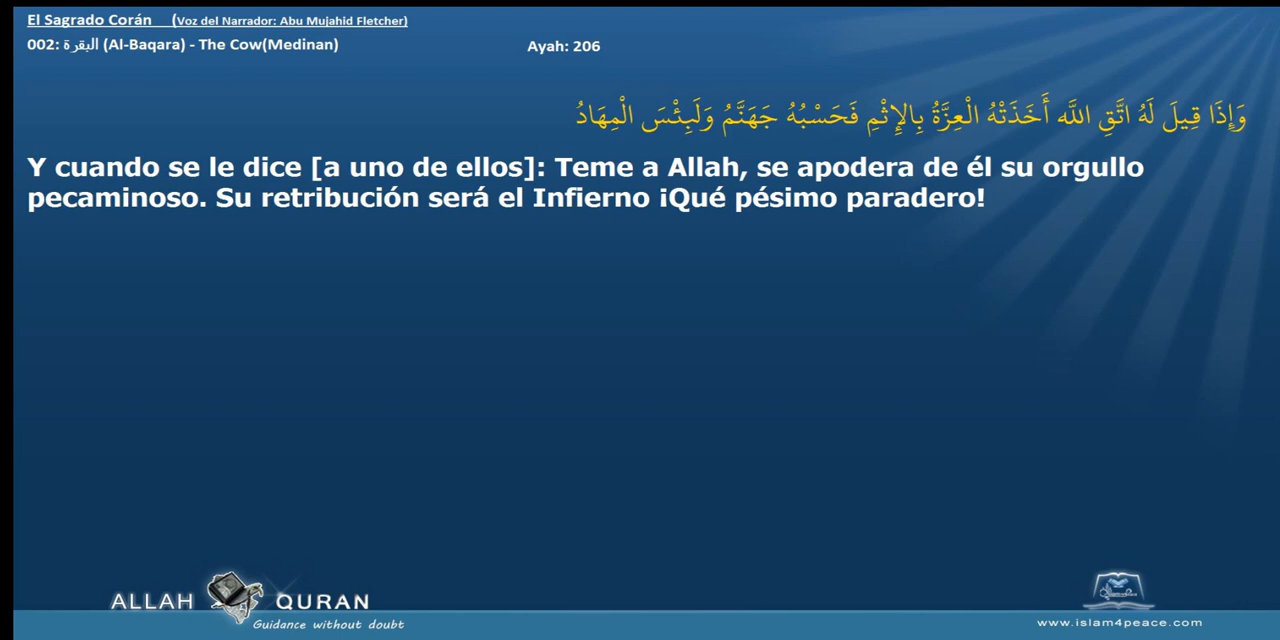 El Sagrado Corán (Voz del Narrador: Abu Mujahid Fletcher)
002: البقرة (Al-Baqara) - The Cow(Medinan) Ayah: 206
وَإِذَا قِيلَ لَهُ اتَّقِ اللَّه أَخَذَتْهُ الْعِزَّةُ بِالإِثْمِ فَحَسْبُهُ جَهَنَّمُ وَلَبِئْسَ الْمِهَادُ
Y cuando se le dice [a uno de ellos]: Teme a Allah, se apodera de él su orgullo
pecaminoso. Su retribución será el Infierno ¡Qué pésimo paradero!
ALLAH QURAN
Guidance without doubt
www.islam4peace.com